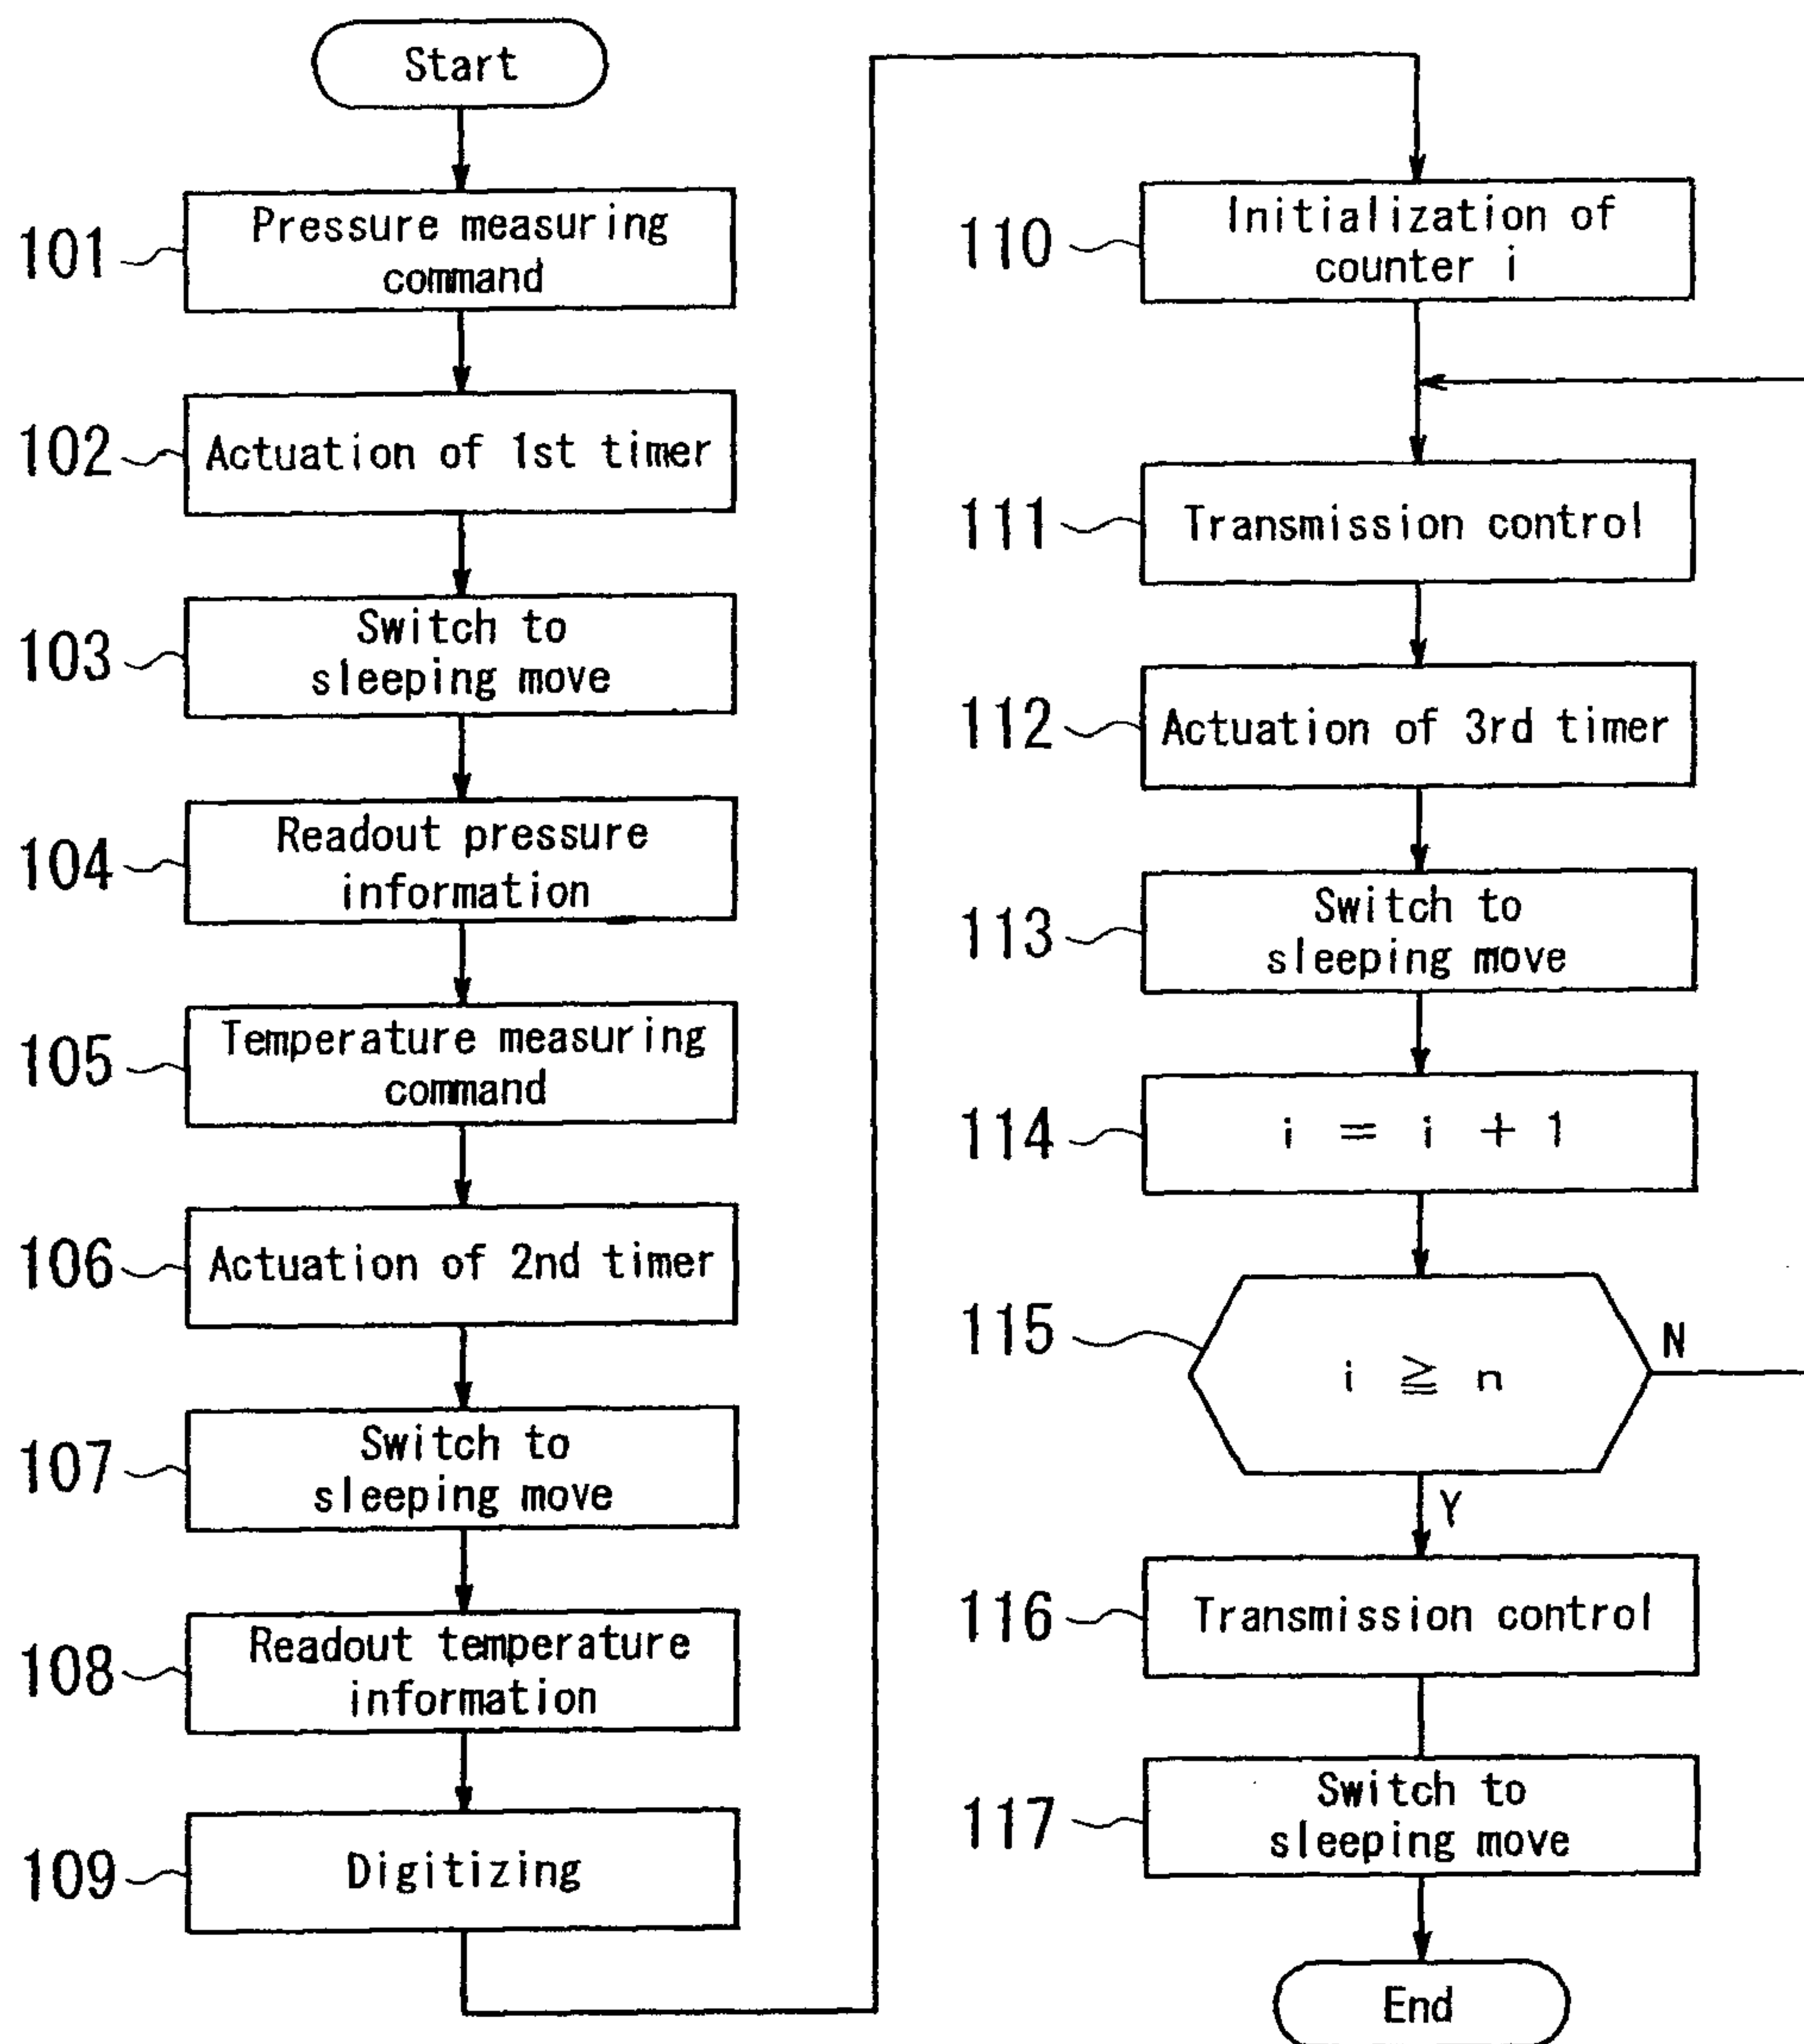 Start
101
Pressure measuring
command
102
Actuation of 1st timer
103
Switch to
sleeping move
104
Readout pressure
information
105
Temperature measuring
command
106
Actuation of 2nd timer
107
Switch to
sleeping move
108
Readout temperature
information
109
Digitizing
110
Initialization of
counter i
111
Transmission control
112
Actuation of 3rd timer
113
Switch to
sleeping move
114
i = i + 1
115
i ≧ n
N
Y
116
Transmission control
117
Switch to
sleeping move
End